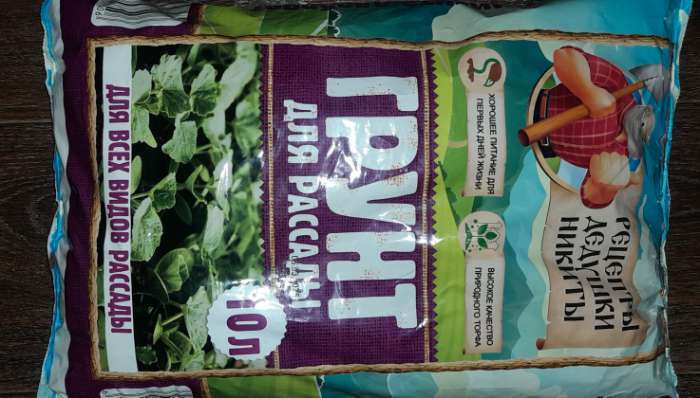 РЕЦЕПТЫ
ДЕДУШКИ
НИКИТЫ
ХОРОШЕЕ ПИТАНИЕ ДЛЯ
ПЕРВЫХ ДНЕЙ ЖИЗНИ
ВЫСОКОЕ КАЧЕСТВО
ПРИРОДНОГО ТОРФА
ГРУНТ
ДЛЯ РАССАДЫ
10 Л
ДЛЯ ВСЕХ ВИДОВ РАССАДЫ